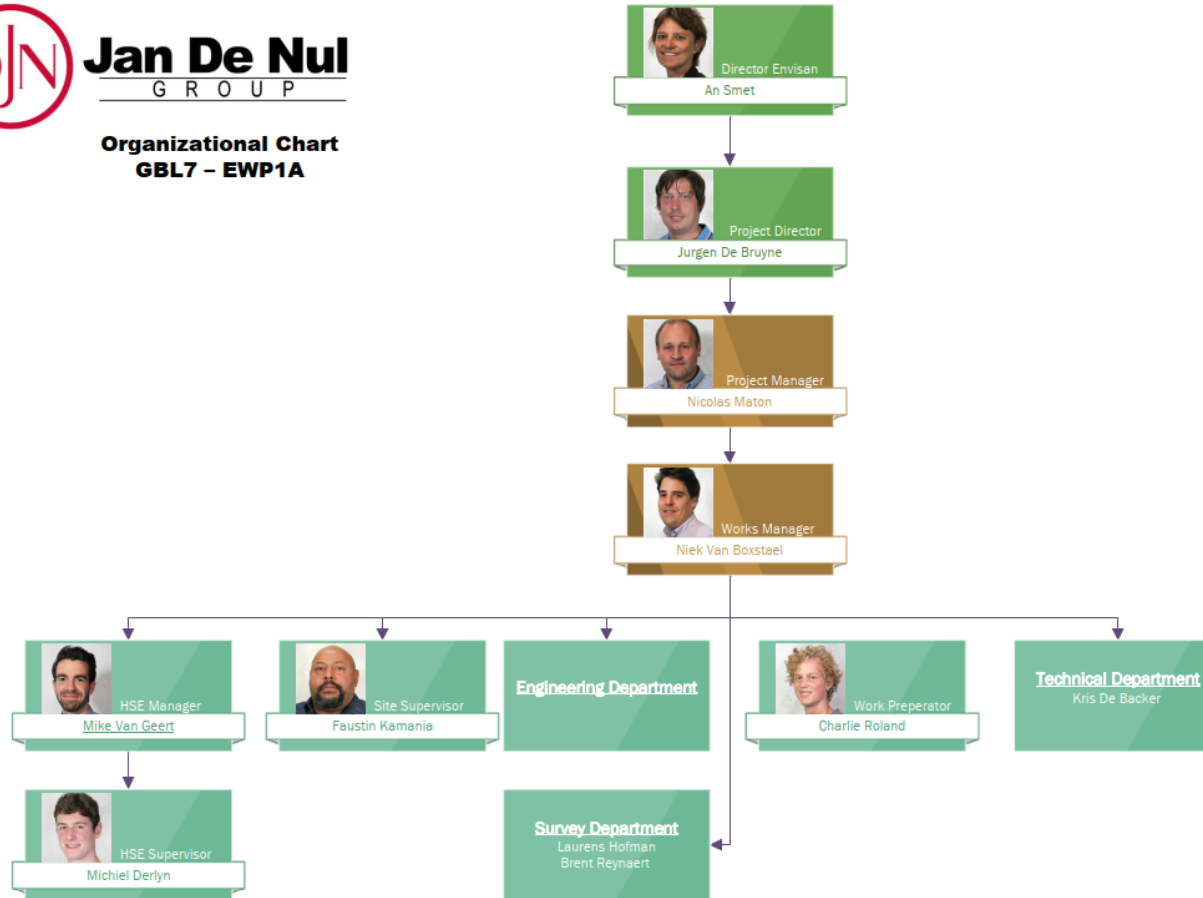 JN
Jan De Nul
GROUP
Organizational Chart
GBL7 – EWP1A
Director Envisan
An Smet
Project Director
Jurgen De Bruyne
Project Manager
Nicolas Maton
Works Manager
Niek Van Boxstael
HSE Manager
Mike Van Geert
Site Supervisor
Faustin Kamania
Engineering Department
Work Preperator
Charlie Roland
Technical Department
Kris De Backer
HSE Supervisor
Michiel Derlyn
Survey Department
Laurens Hofman
Brent Reynaert